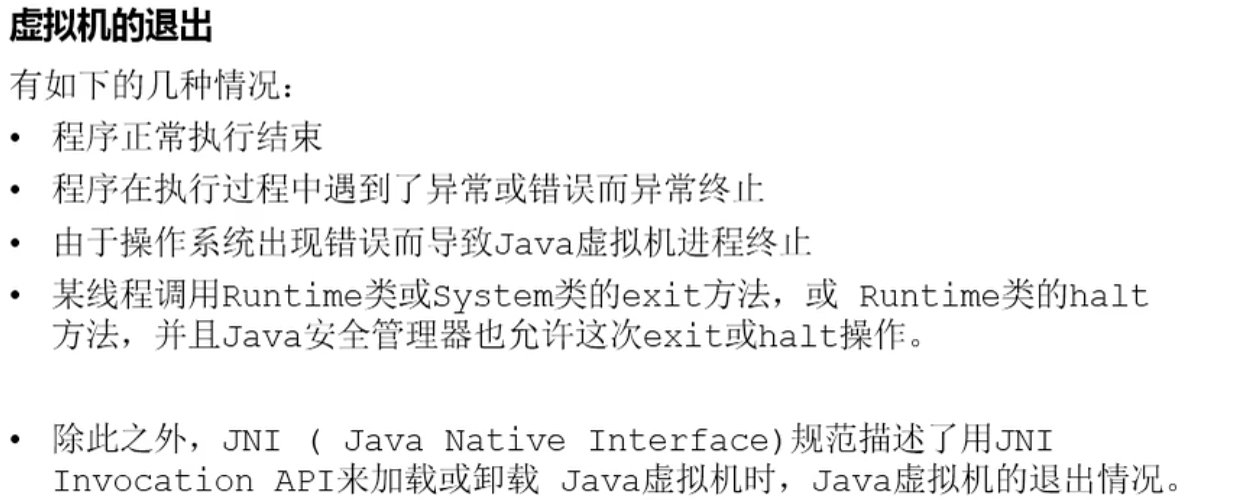 虚拟机的退出
有如下的几种情况：
• 程序正常执行结束
• 程序在执行过程中遇到了异常或错误而异常终止
• 由于操作系统出现错误而导致Java虚拟机进程终止
• 某线程调用Runtime类或System类的exit方法，或 Runtime类的halt
方法，并且Java安全管理器也允许这次exit或halt操作。
• 除此之外，JNI ( Java Native Interface)规范描述了用JNI
Invocation API来加载或卸载 Java虚拟机时，Java虚拟机的退出情况。